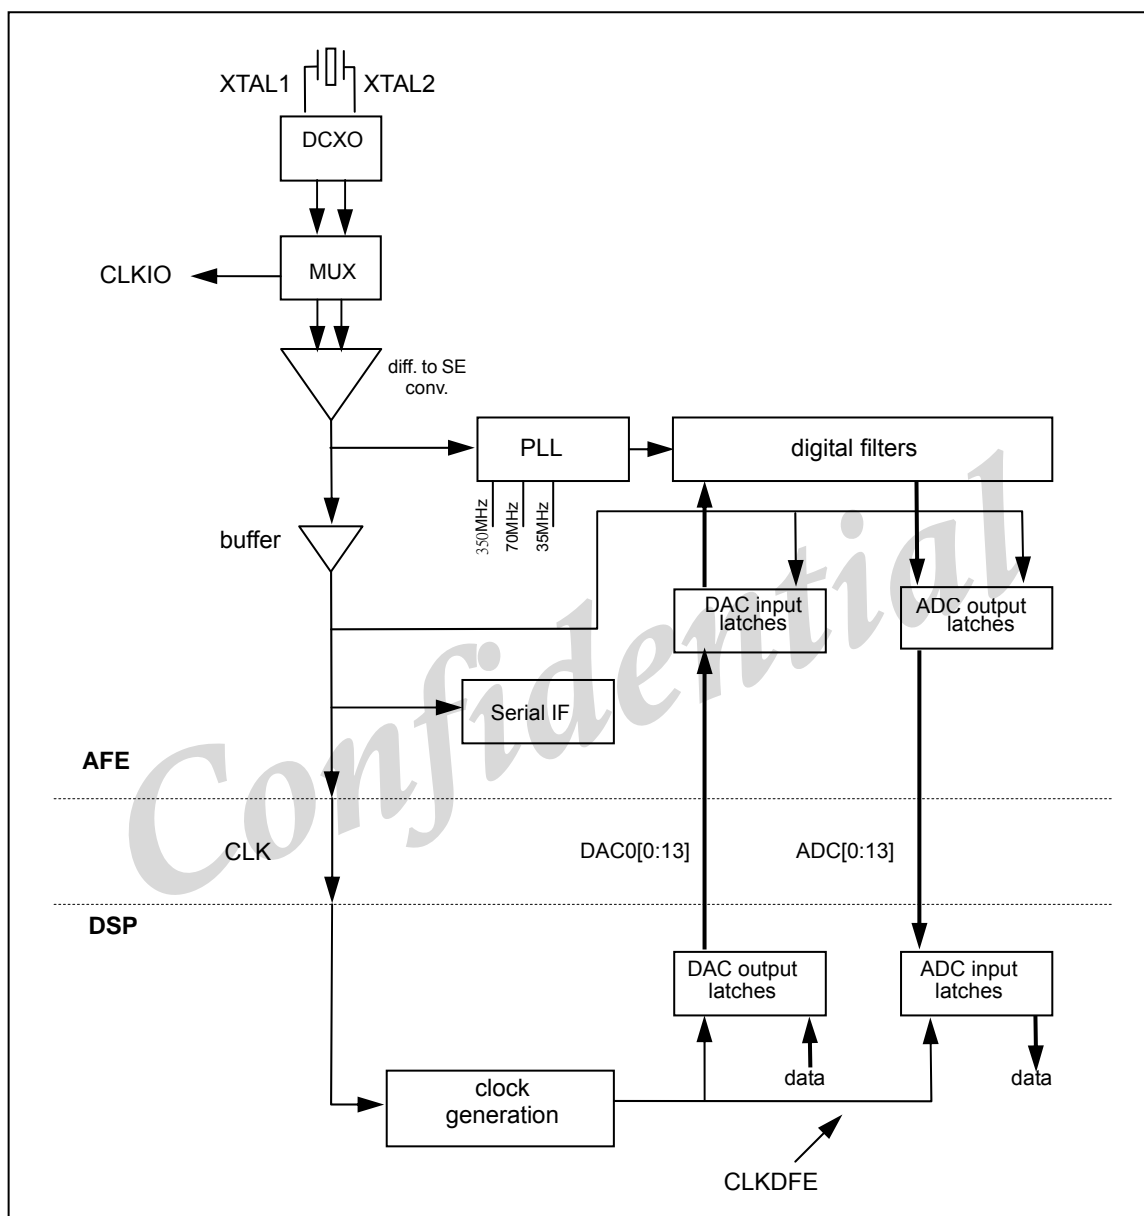 XTAL1 XTAL2
DCXO
CLKIO
MUX
diff. to SE
conv.
PLL
digital filters
350MHz
70MHz
35MHz
buffer
DAC input
latches
ADC output
latches
Serial IF
AFE
Confidential
CLK
DAC0[0:13]
ADC[0:13]
DSP
DAC output
latches
ADC input
latches
data
data
clock
generation
CLKDFE